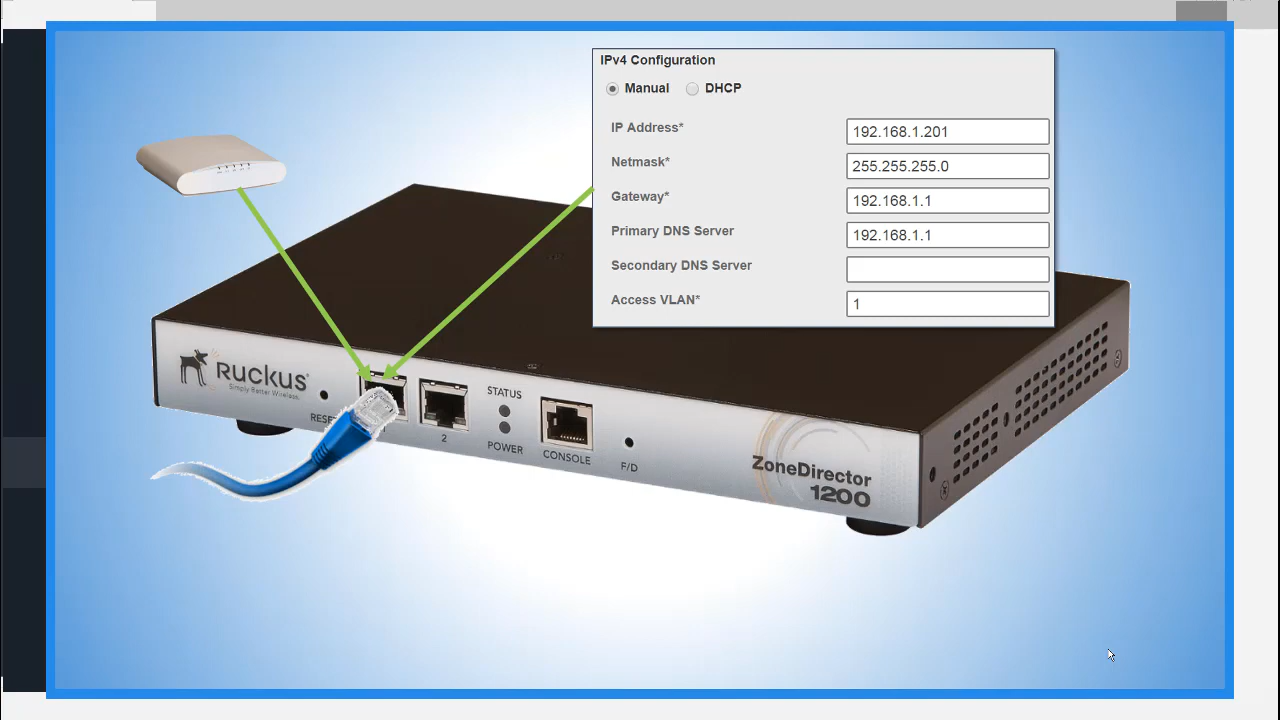 IPv4 Configuration
Manual DHCP
IP Address* 192.168.1.201
Netmask* 255.255.255.0
Gateway* 192.168.1.1
Primary DNS Server 192.168.1.1
Secondary DNS Server
Access VLAN* 1
RUCKUS
Simply Better Wireless.
RESET
1
2
STATUS
POWER
CONSOLE
F/D
ZoneDirector
1200